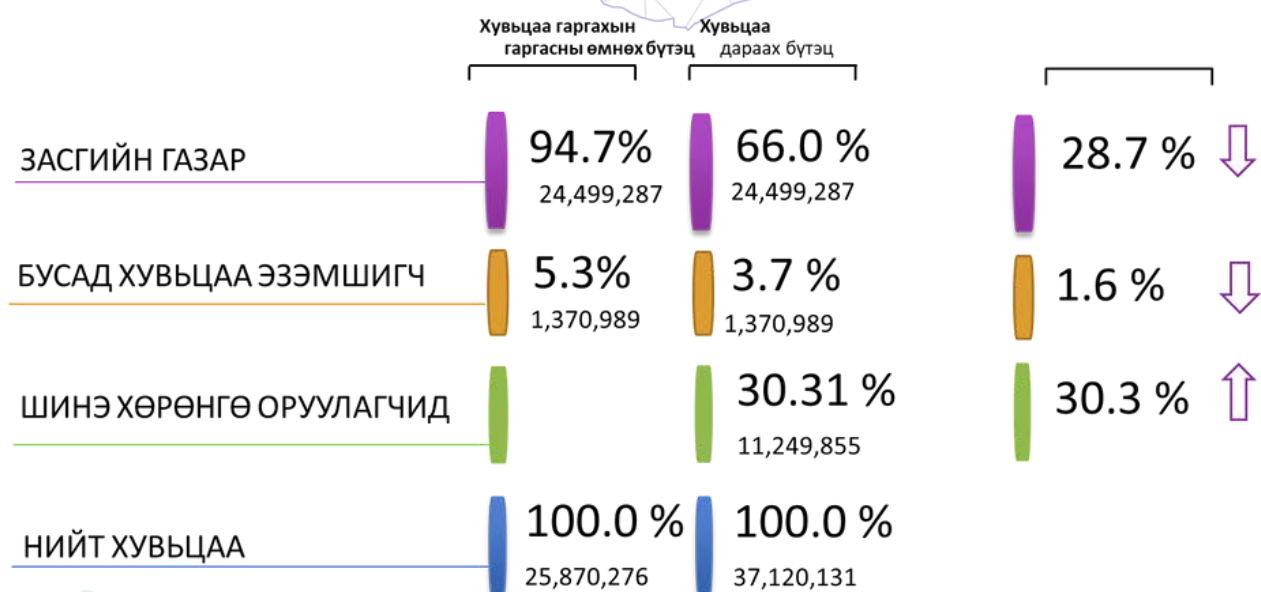 Хувьцаа гаргахын Хувьцаа
гаргасны өмнөх бүтэц дараах бүтэц
ЗАСГИЙН ГАЗАР 94.7% 66.0 % 28.7 %
24,499,287 24,499,287
БУСАД ХУВЬЦАА ЭЗЭМШИГЧ 5.3% 3.7 % 1.6 %
1,370,989 1,370,989
ШИНЭ ХӨРӨНГӨ ОРУУЛАГЧИД 30.31 % 30.3 %
11,249,855
НИЙТ ХУВЬЦАА 100.0 % 100.0 %
25,870,276 37,120,131